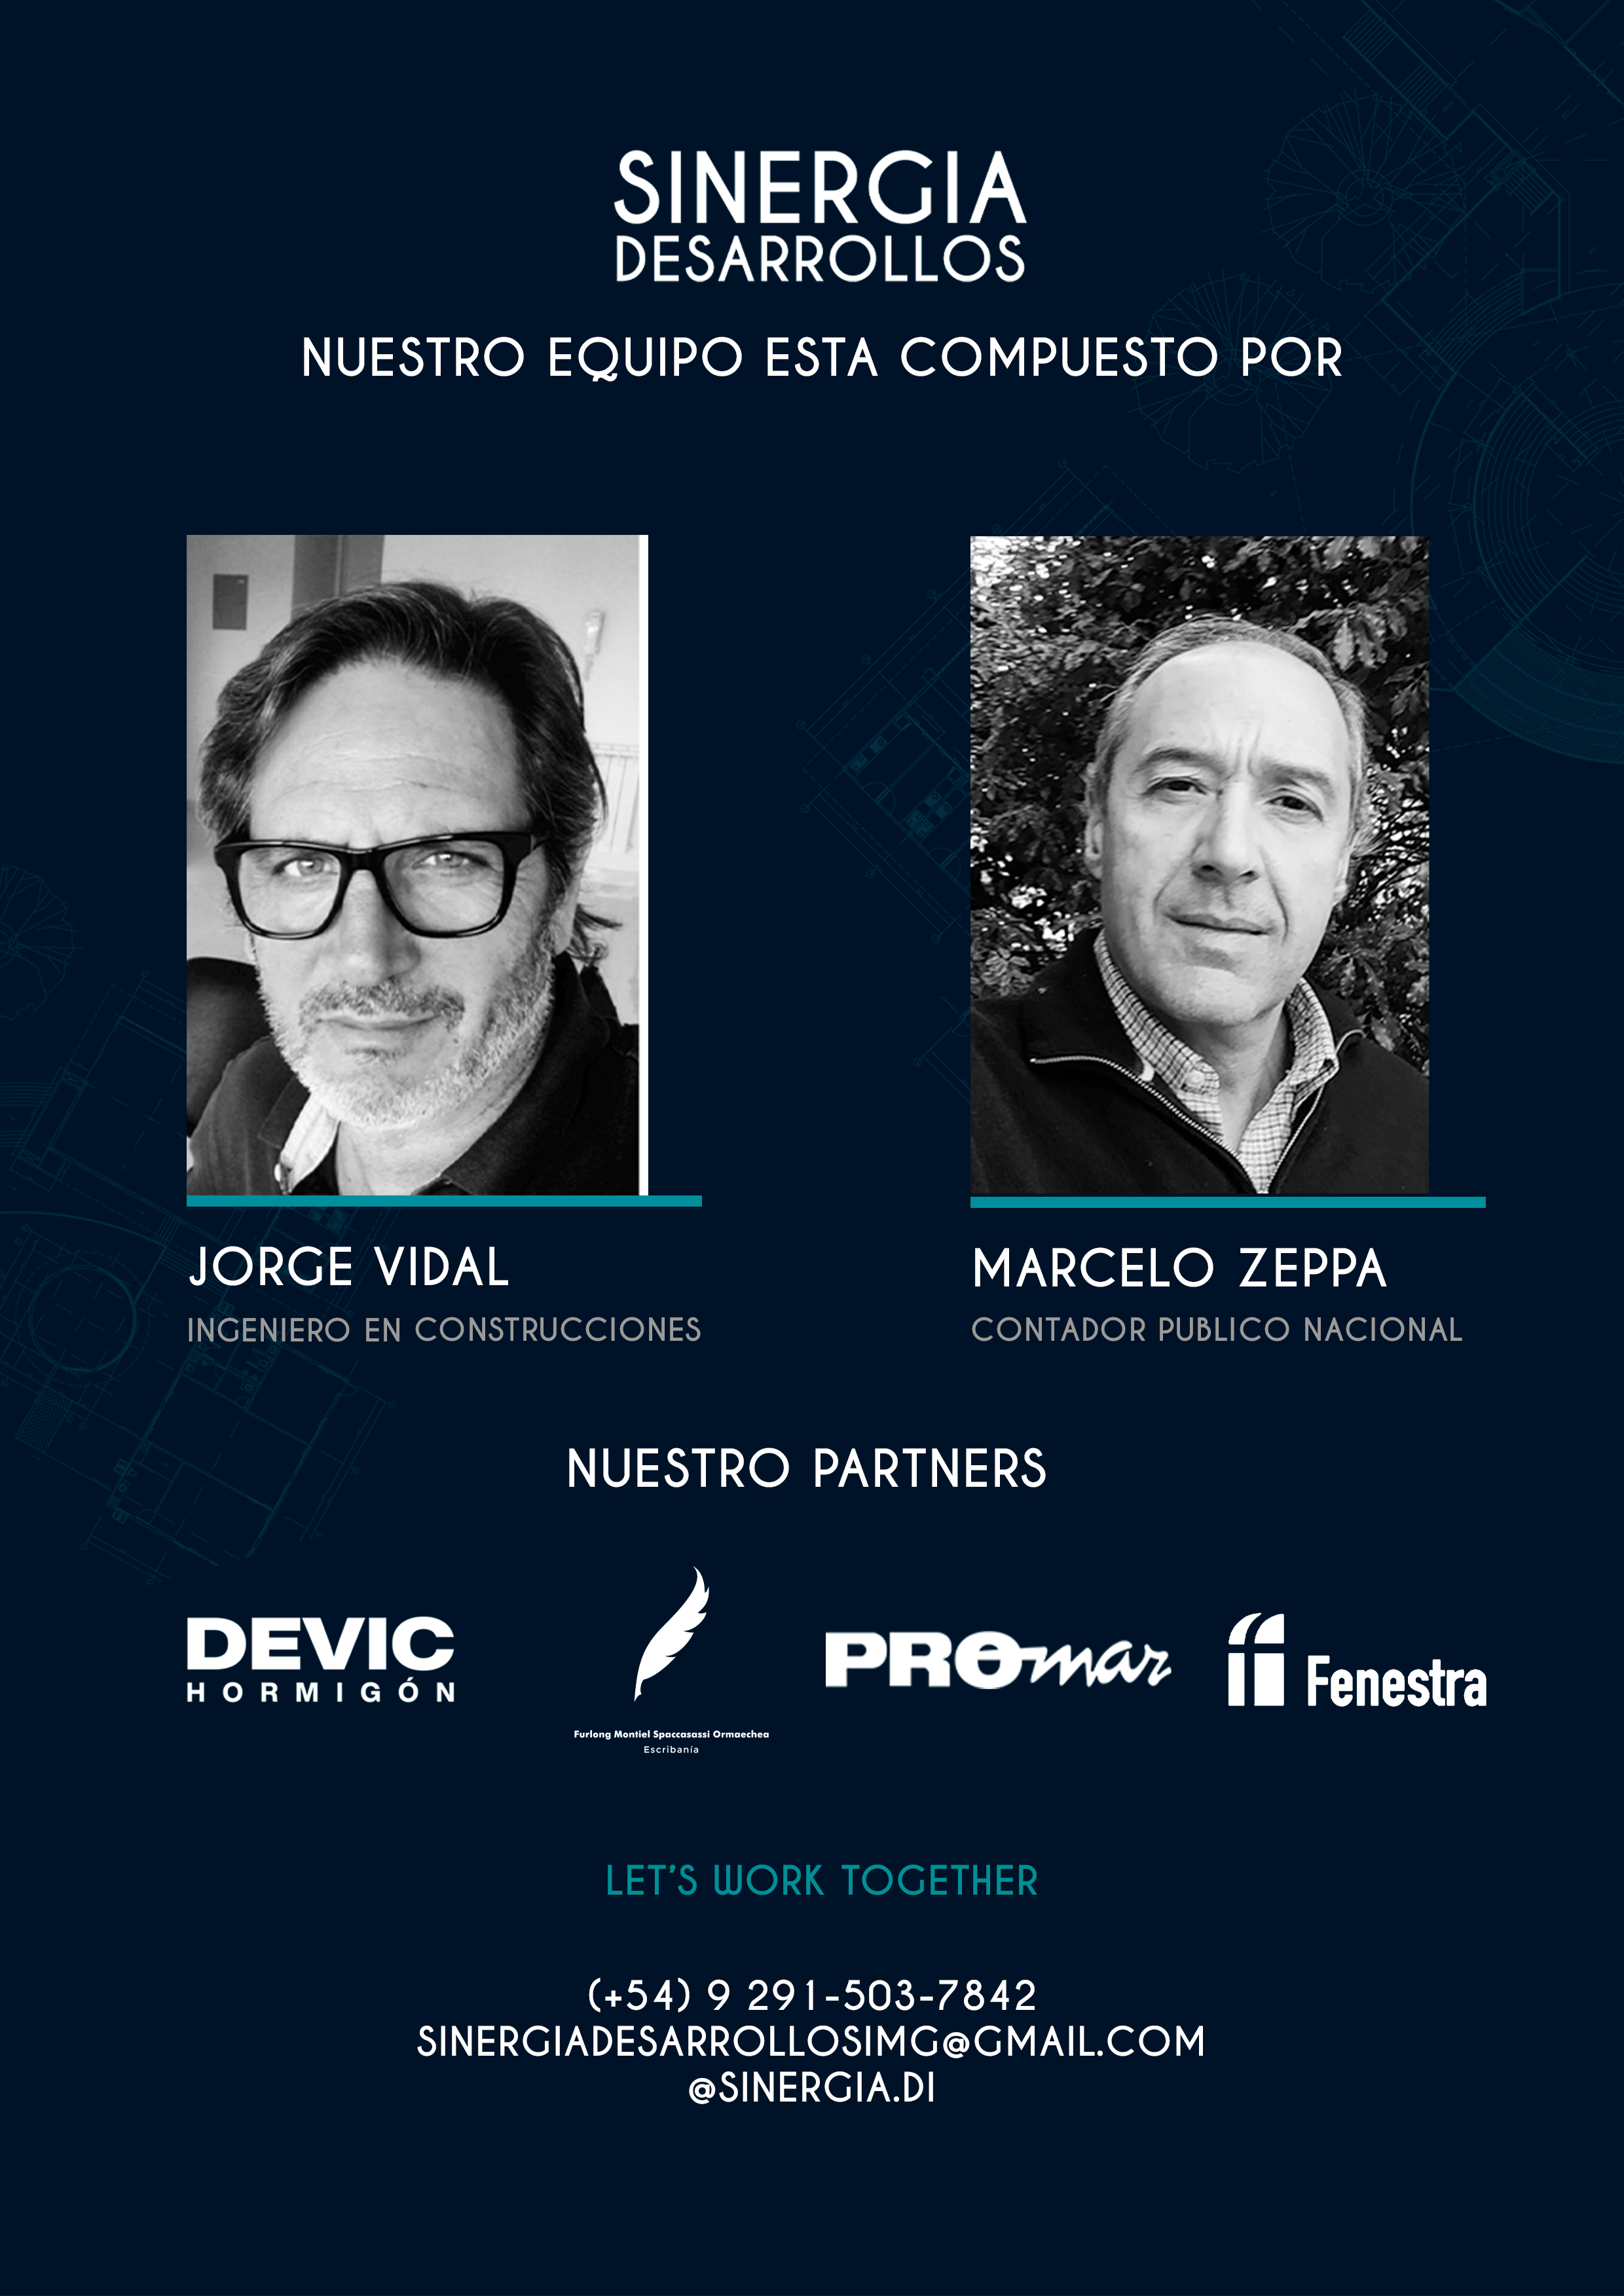 SINERGIA
DESARROLLOS
NUESTRO EQUIPO ESTA COMPUESTO POR
JORGE VIDAL
INGENIERO EN CONSTRUCCIONES
MARCELO ZEPPA
CONTADOR PUBLICO NACIONAL
NUESTRO PARTNERS
DEVIC
HORMIGÓN
Furlong Montiel Spaccasassi Ormaechea
Escribanía
PROmar
Fenestra
LET'S WORK TOGETHER
(+54) 9 291-503-7842
SINERGIADESARROLLOSIMG@GMAIL.COM
@SINERGIA.DI